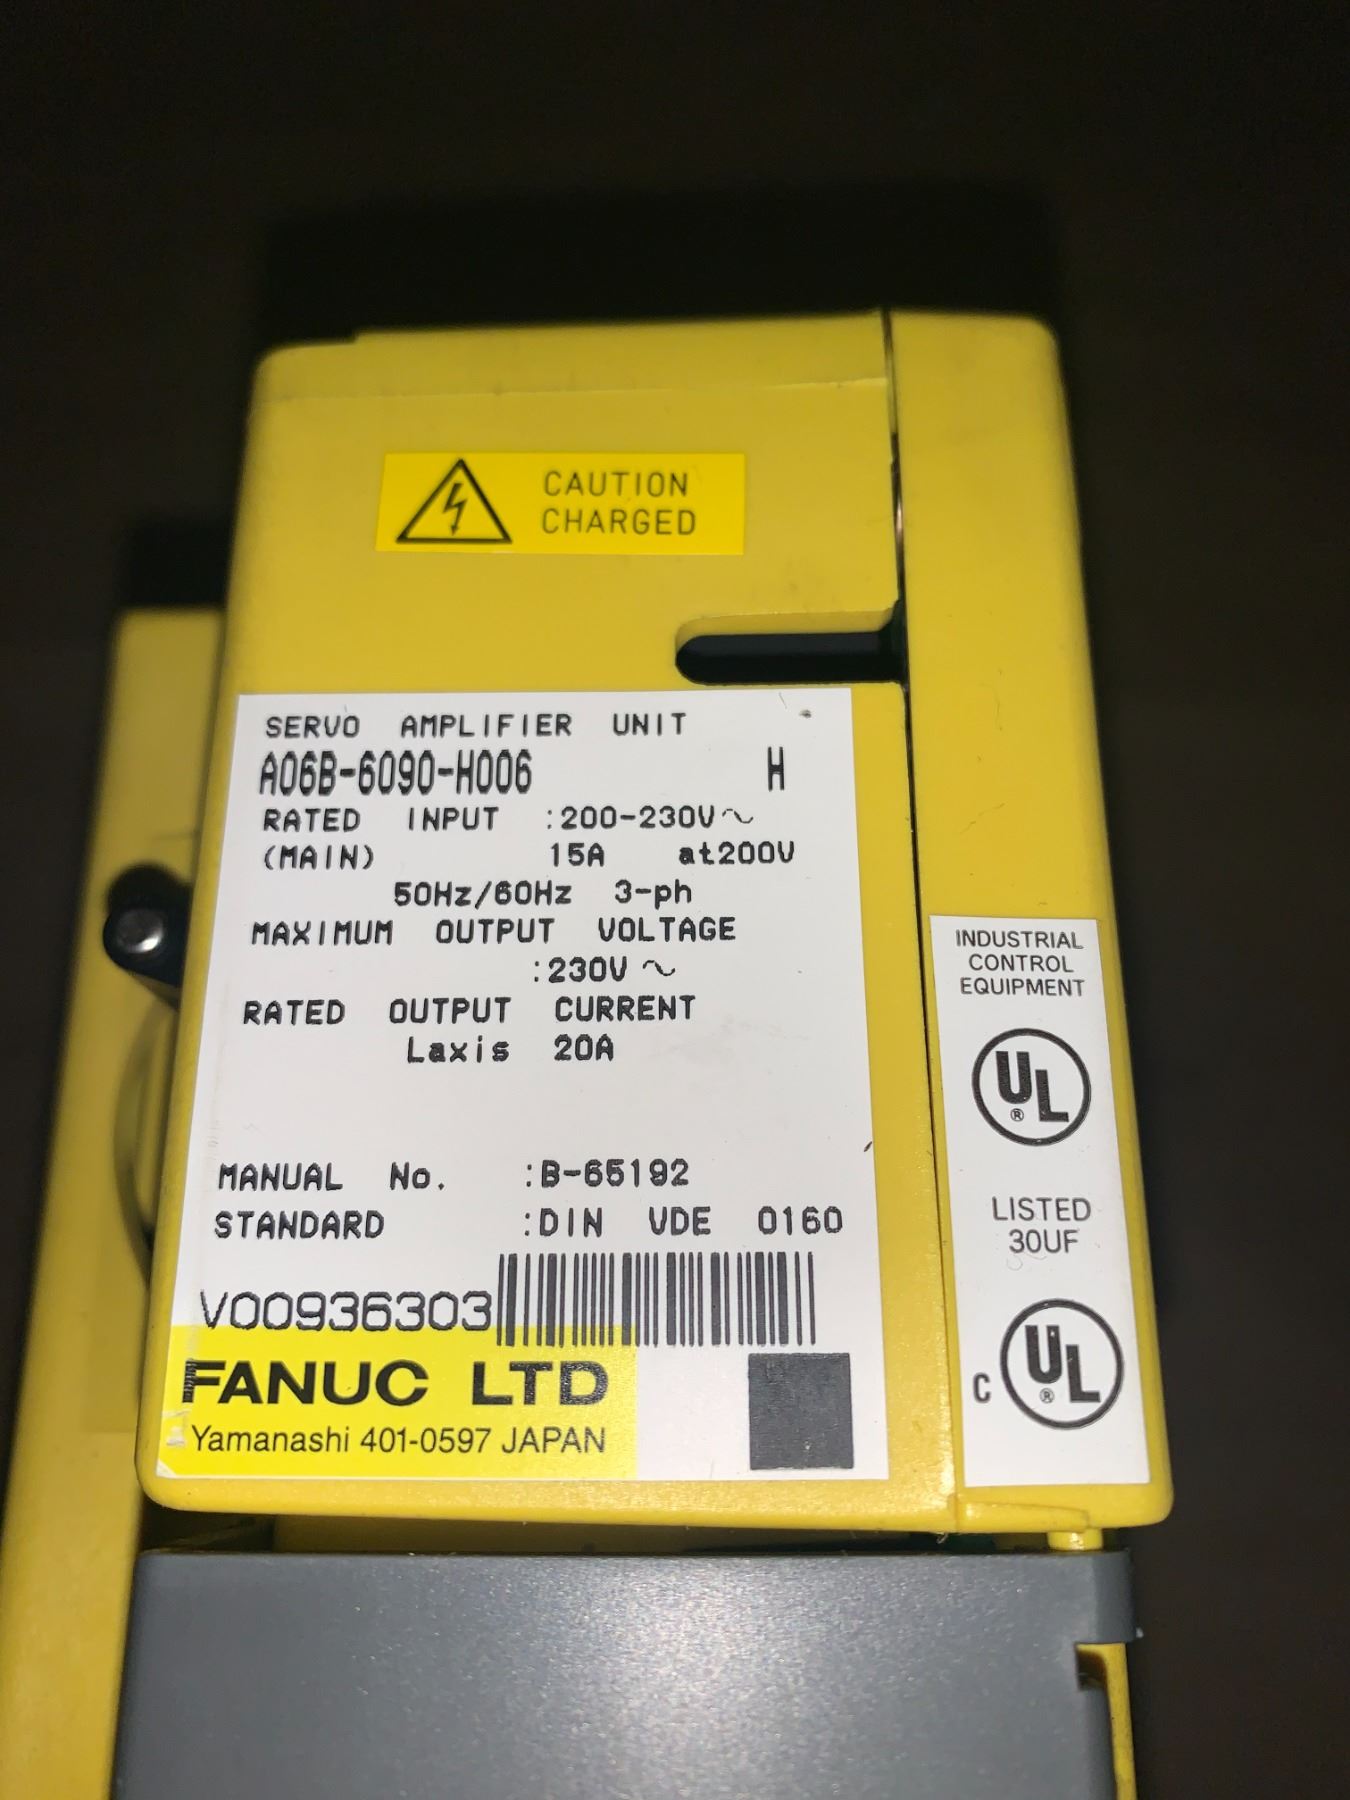 CAUTION
CHARGED
SERVO AMPLIFIER UNIT
A06B-6090-H006 H
RATED INPUT :200-230V~
(MAIN) 15A at200V
50Hz/60Hz 3-ph
MAXIMUM OUTPUT VOLTAGE
:230V~
RATED OUTPUT CURRENT
Laxis 20A
MANUAL No. :B-65192
STANDARD :DIN VDE 0160
V00936303
FANUC LTD
Yamanashi 401-0597 JAPAN
INDUSTRIAL
CONTROL
EQUIPMENT
UL
®
LISTED
30UF
C UL
®